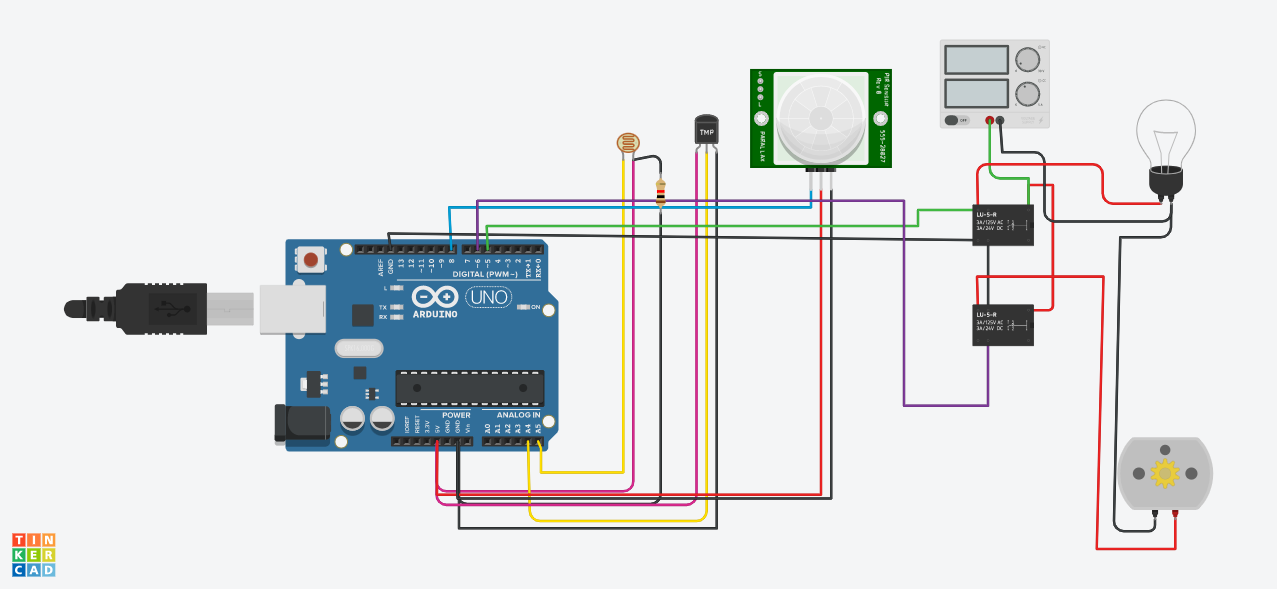 TMP
PIR Sensor
Rev B
S
L
PARALLAX
555-28027
OFF
LU-5-R
3A/125V AC
3A/24V DC
LU-5-R
3A/125V AC
3A/24V DC
AREF
GND
13
12
~11
~10
~9
8
7
~6
~5
4
~3
2
TX→1
RX←0
DIGITAL (PWM~)
L
TX
RX
ARDUINO
UNO
ON
IOREF
RESET
3.3V
5V
GND
GND
Vin
POWER
ANALOG IN
A0
A1
A2
A3
A4
A5
TIN
KER
CAD